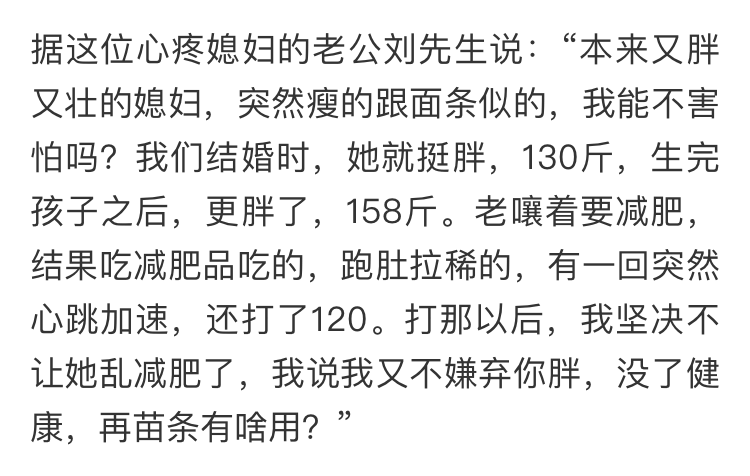 据这位心疼媳妇的老公刘先生说：“本来又胖
又壮的媳妇，突然瘦的跟面条似的，我能不害
怕吗？我们结婚时，她就挺胖，130斤，生完
孩子之后，更胖了，158斤。老嚷着要减肥，
结果吃减肥品吃的，跑肚拉稀的，有一回突然
心跳加速，还打了120。打那以后，我坚决不
让她乱减肥了，我说我又不嫌弃你胖，没了健
康，再苗条有啥用？”